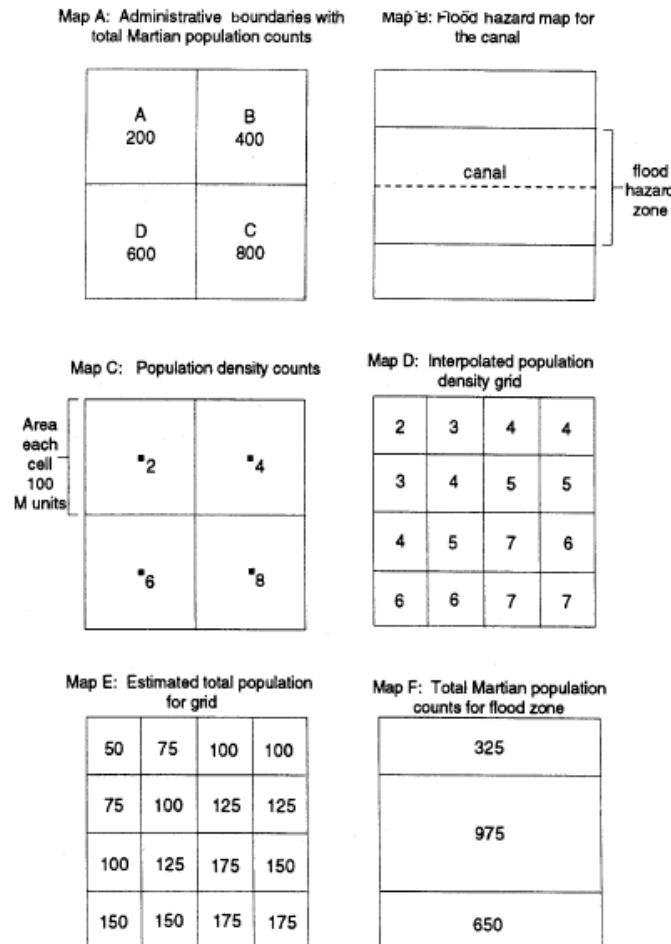 Map A: Administrative boundaries with
total Martian population counts
Map B: Flood hazard map for
the canal
A
200
B
400
D
600
C
800
canal
flood
hazard
zone
Map C: Population density counts
Area
each
cell
100
M units
2
4
6
8
Map D: Interpolated population
density grid
2 3 4 4
3 4 5 5
4 5 7 6
6 6 7 7
Map E: Estimated total population
for grid
50 75 100 100
75 100 125 125
100 125 175 150
150 150 175 175
Map F: Total Martian population
counts for flood zone
325
975
650